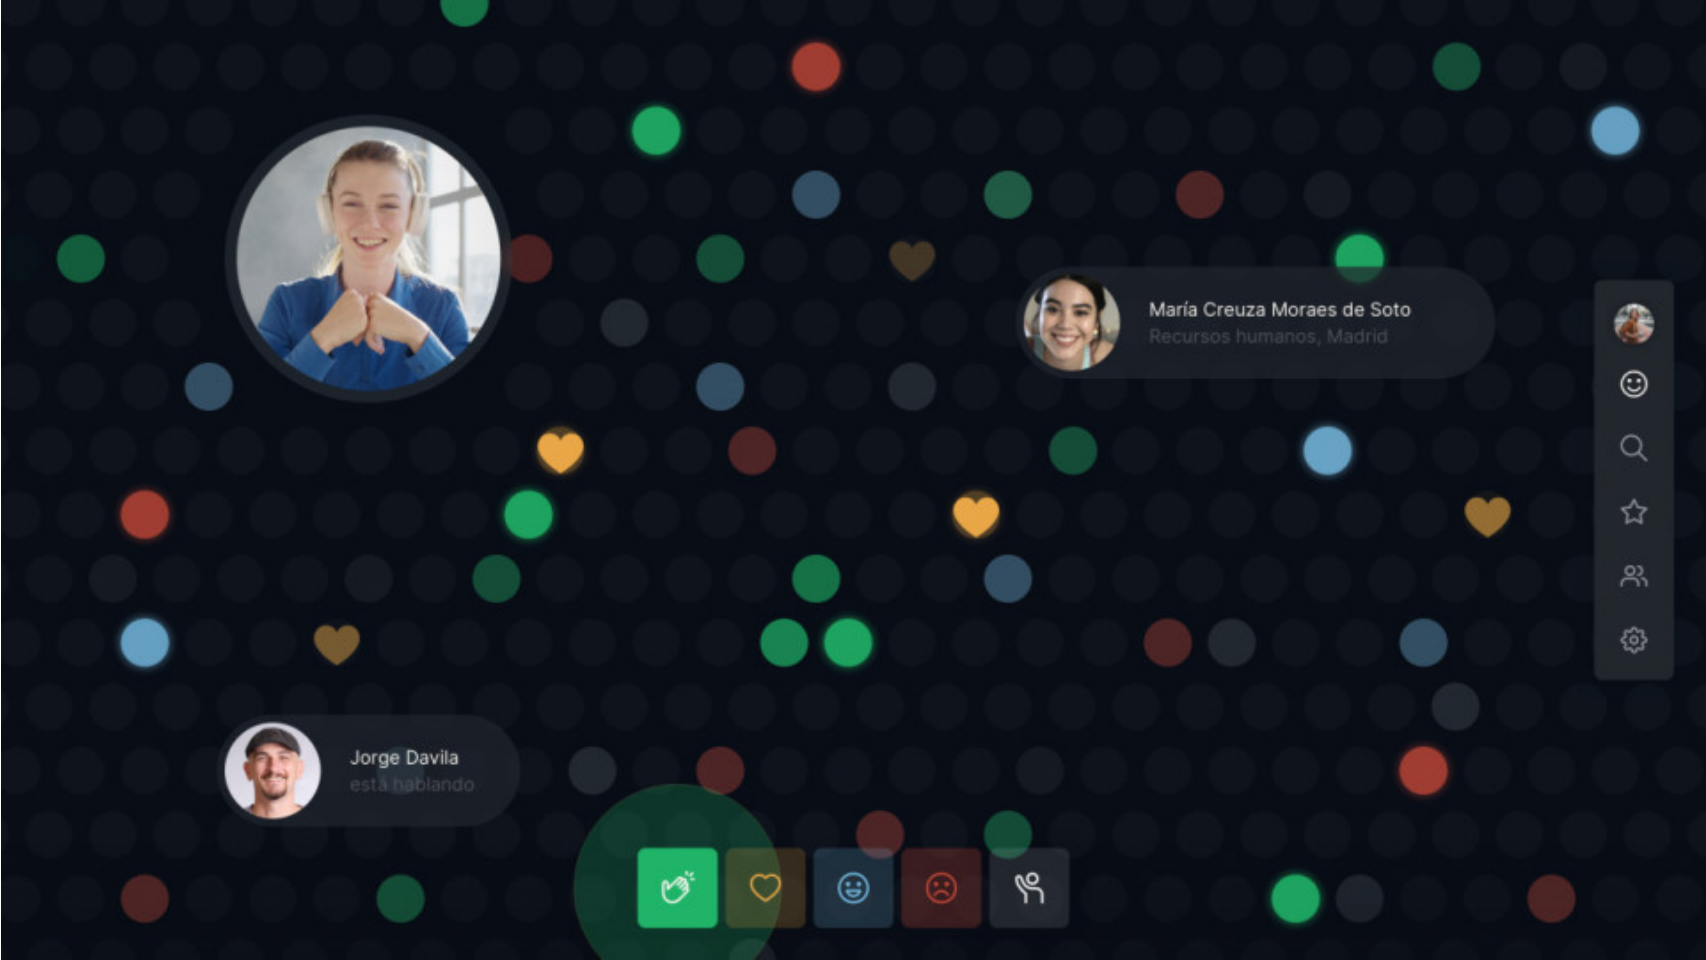 María Creuza Moraes de Soto
Recursos humanos, Madrid
Jorge Davila
está hablando